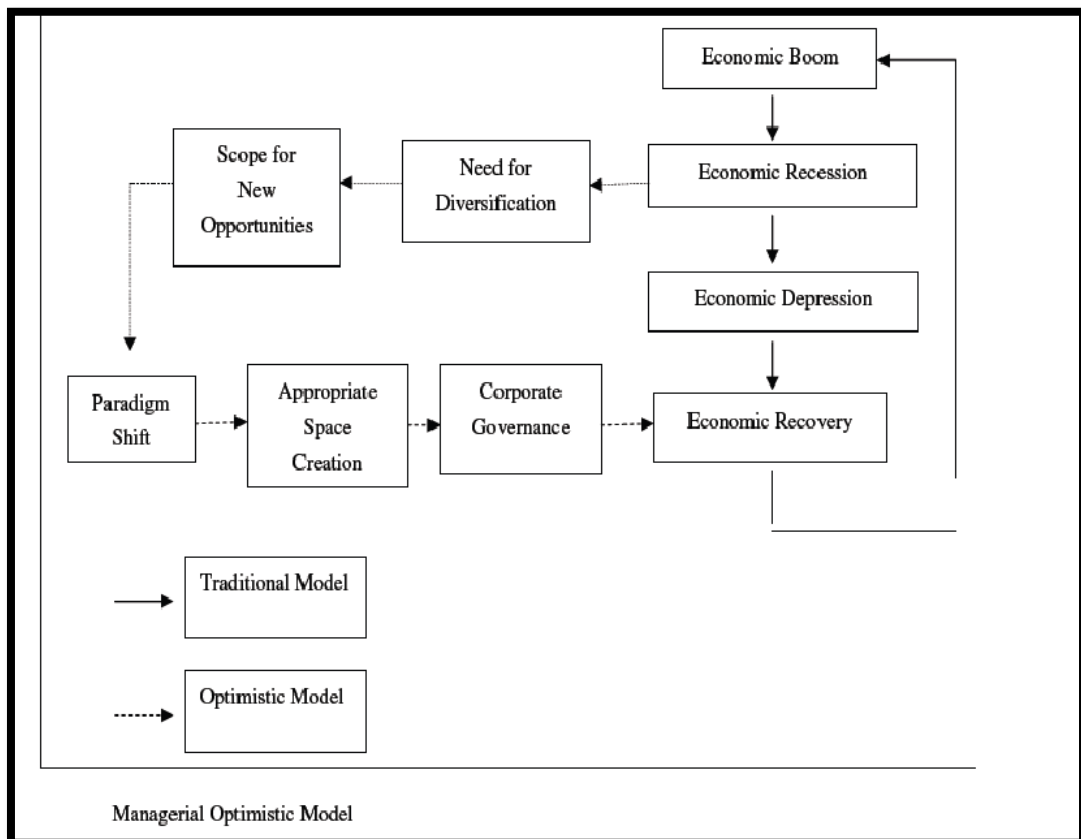 Economic Boom
Economic Recession
Need for
Diversification
Scope for
New
Opportunities
Economic Depression
Paradigm
Shift
Appropriate
Space
Creation
Corporate
Governance
Economic Recovery
Traditional Model
Optimistic Model
Managerial Optimistic Model